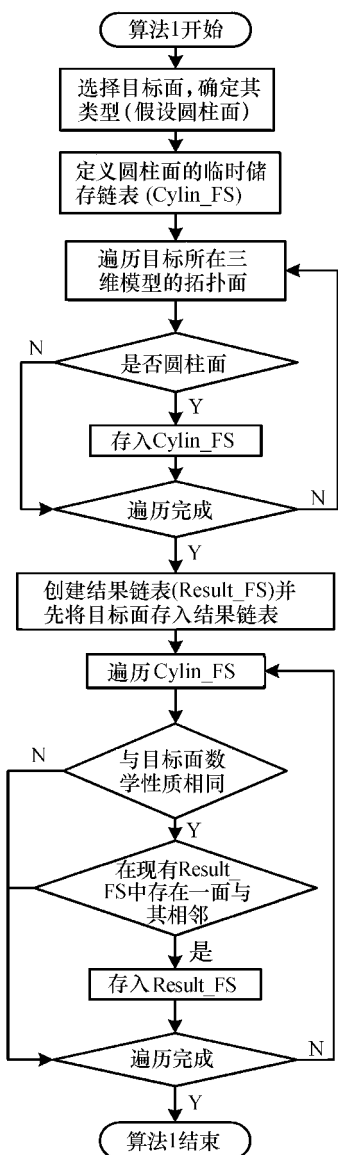 算法1开始
选择目标面,确定其
类型(假设圆柱面)
定义圆柱面的临时储
存链表(Cylin_FS)
遍历目标所在三
维模型的拓扑面
N
是否圆柱面
Y
存入Cylin_FS
遍历完成
N
Y
创建结果链表(Result_FS)并
先将目标面存入结果链表
遍历Cylin_FS
N
与目标面数
学性质相同
Y
在现有Result_
FS中存在一面与
其相邻
是
存入Result_FS
遍历完成
N
Y
算法1结束